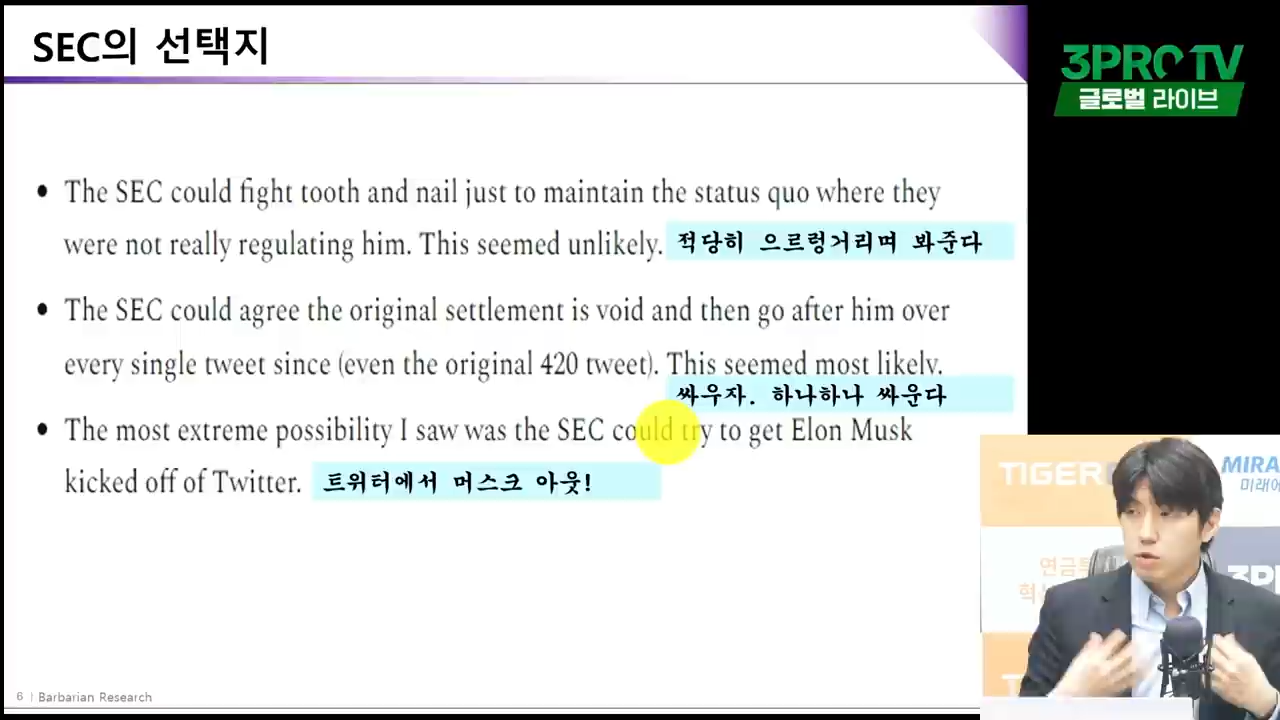 SEC의 선택지
3PRO TV
글로벌 라이브
• The SEC could fight tooth and nail just to maintain the status quo where they
were not really regulating him. This seemed unlikely. 적당히 으르렁거리며 봐준다
• The SEC could agree the original settlement is void and then go after him over
every single tweet since (even the original 420 tweet). This seemed most likely.
싸우자. 하나하나 싸운다
• The most extreme possibility I saw was the SEC could try to get Elon Musk
kicked off of Twitter. 트위터에서 머스크 아웃!
TIGER
MIRA
미래에
연금투
혁
3P
6 | Barbarian Research